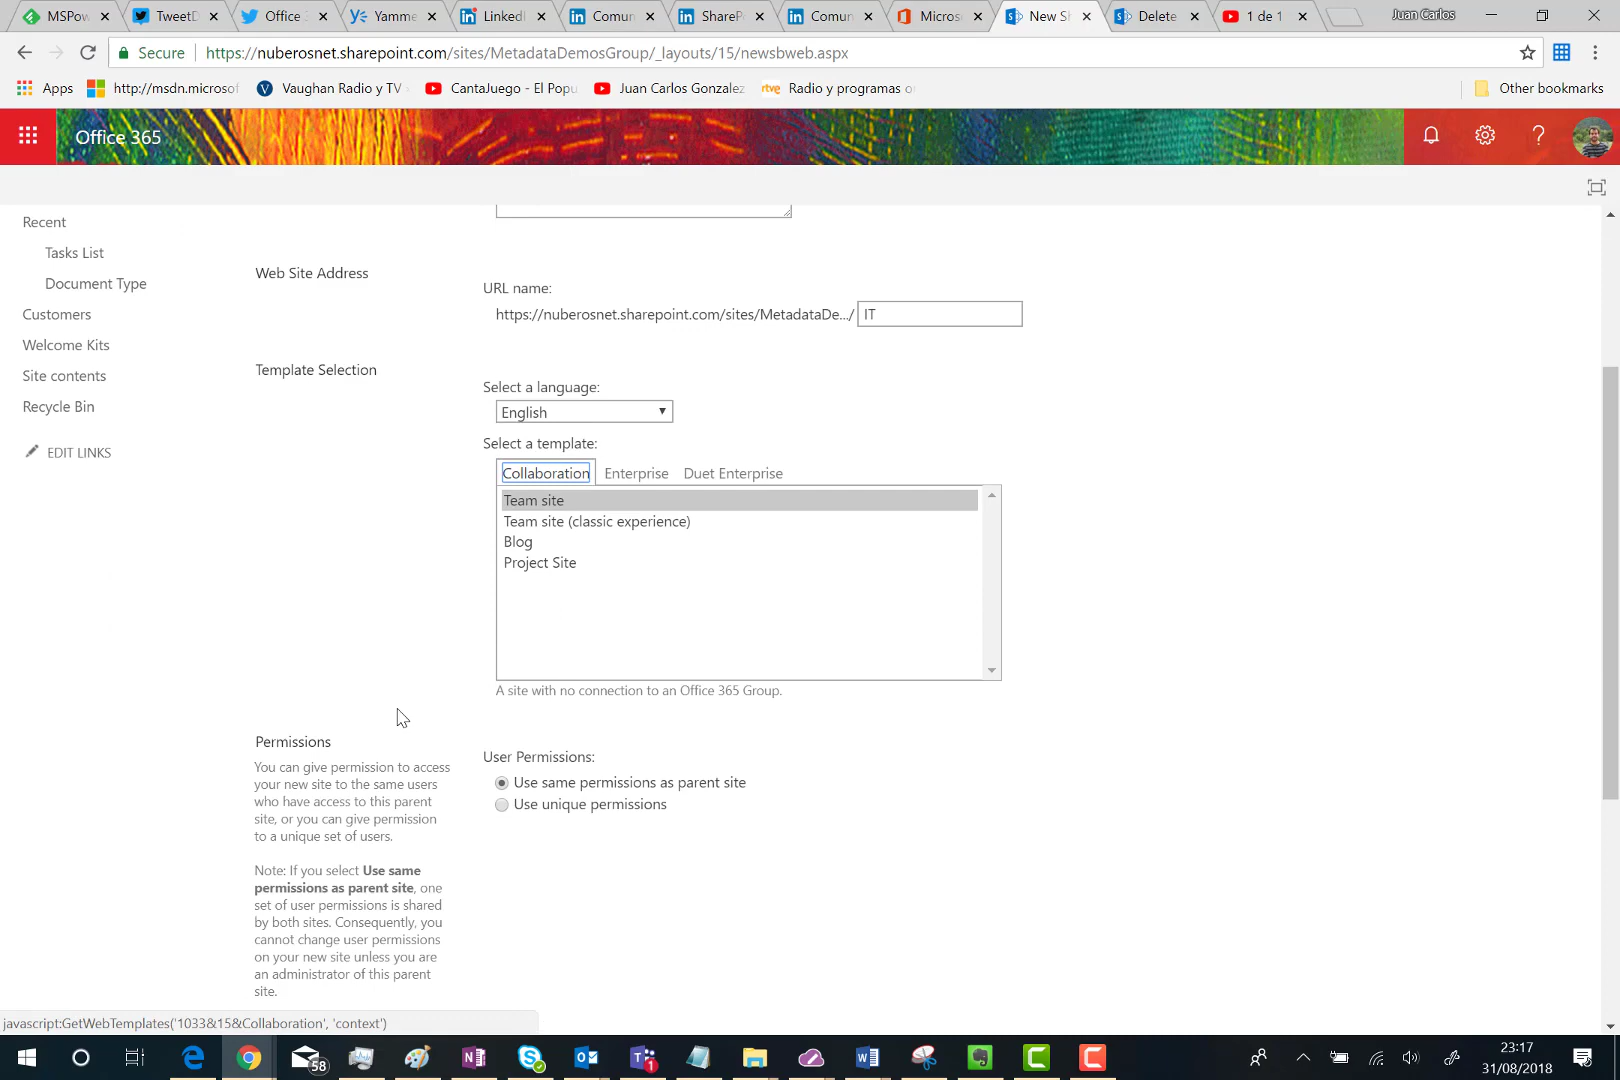 MSPow
TweetD
Office
Yamme
LinkedI
Comun
SharePo
Comun
Micros
New Sh
Delete
1 de 1
Juan Carlos
Secure
https://nuberosnet.sharepoint.com/sites/MetadataDemosGroup/_layouts/15/newsbweb.aspx
Apps
http://msdn.microsof
Vaughan Radio y TV
CantaJuego - El Popu
Juan Carlos Gonzalez
rtve Radio y programas
Other bookmarks
Office 365
Recent
Tasks List
Document Type
Customers
Welcome Kits
Site contents
Recycle Bin
EDIT LINKS
Web Site Address
URL name:
https://nuberosnet.sharepoint.com/sites/MetadataDe.../ IT
Template Selection
Select a language:
English
Select a template:
Collaboration Enterprise Duet Enterprise
Team site
Team site (classic experience)
Blog
Project Site
A site with no connection to an Office 365 Group.
Permissions
You can give permission to access
your new site to the same users
who have access to this parent
site, or you can give permission
to a unique set of users.
Note: If you select Use same
permissions as parent site, one
set of user permissions is shared
by both sites. Consequently, you
cannot change user permissions
on your new site unless you are
an administrator of this parent
site.
User Permissions:
Use same permissions as parent site
Use unique permissions
javascript:GetWebTemplates('1033&15&Collaboration', 'context')
58
1
23:17
31/08/2018